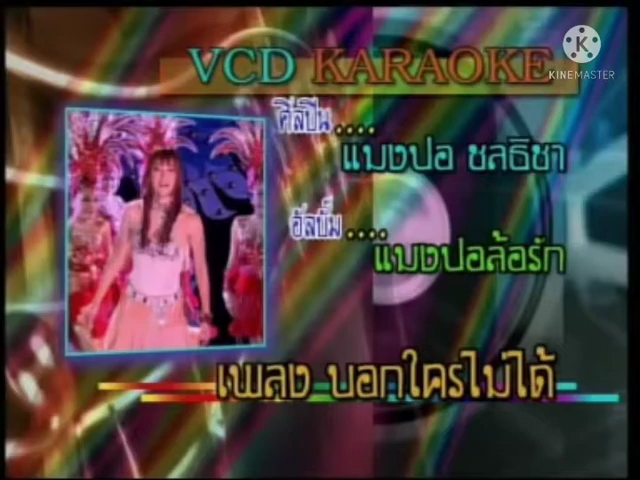 VCD KARAOKE
KINEMASTER
ศิลปิน....
แมงปอ ชลธิชา
อัลบั้ม....
แมงปอล้อรัก
เพลง บอกใครไม่ได้